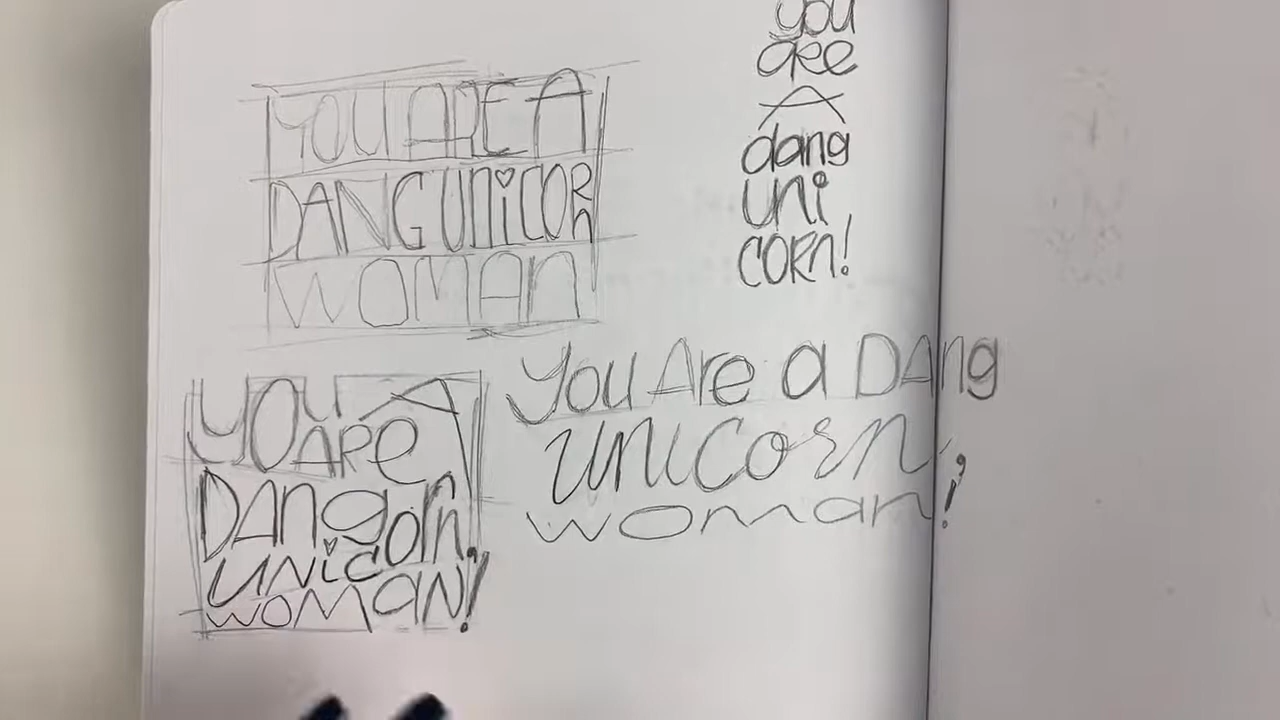 YOU ARE A
DANG UNiCORn
WOMAn
you
are
A
dang
uni
CORn!
YOU A
ARe
DAng
unicorn,
woMaN!
You Are a DAng
unicorn,
woman!